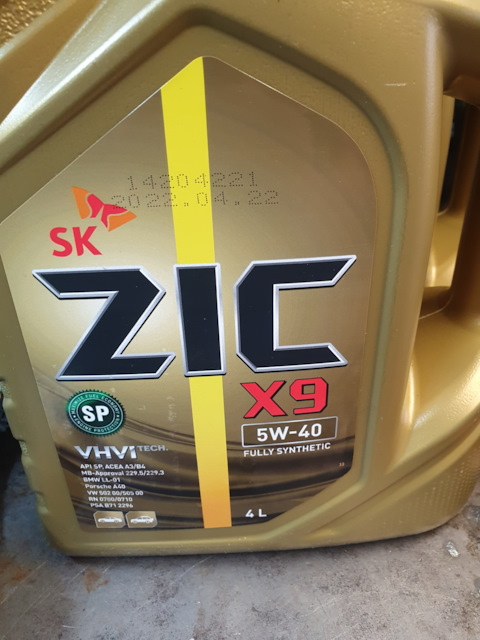 14204221
2022.04.22
SK
ZIC
X9
SP
5W-40
FULLY SYNTHETIC
VHVI TECH.
API SP, ACEA A3/B4
MB-Approval 229.5/229.3
BMW LL-01
Porsche A40
VW 502 00/505 00
RN 0700/0710
PSA B71 2296
4 L